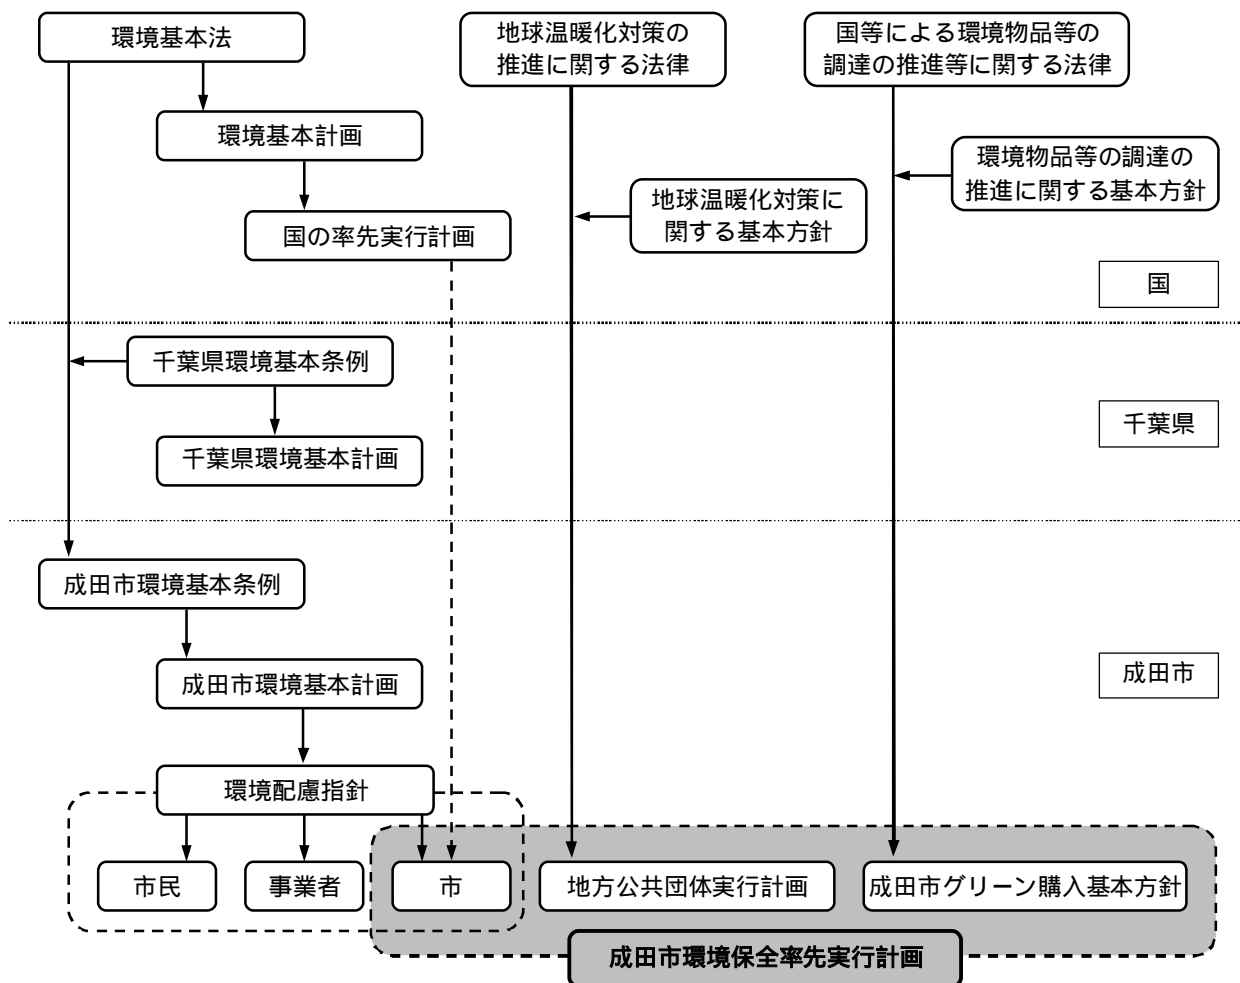 環境基本法
地球温暖化対策の
推進に関する法律
国等による環境物品等の
調達の推進等に関する法律
環境基本計画
環境物品等の調達の
推進に関する基本方針
地球温暖化対策に
関する基本方針
国の率先実行計画
国
千葉県環境基本条例
千葉県
千葉県環境基本計画
成田市環境基本条例
成田市環境基本計画
成田市
環境配慮指針
市民
事業者
市
地方公共団体実行計画
成田市グリーン購入基本方針
成田市環境保全率先実行計画